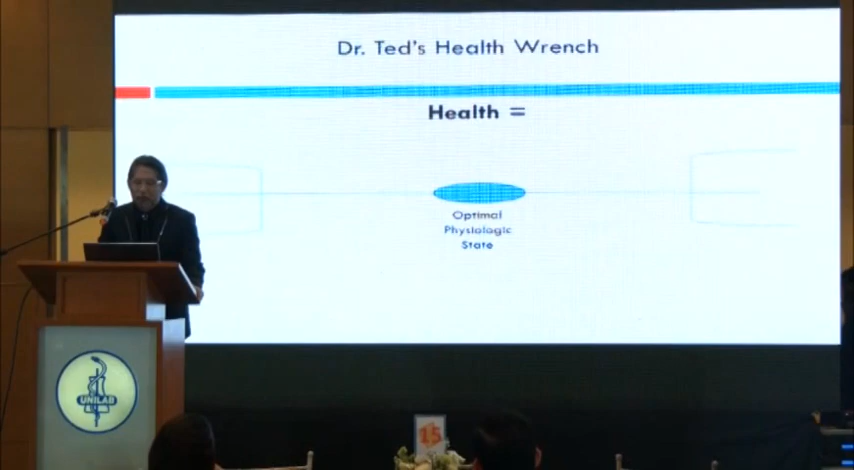 Dr. Ted's Health Wrench
Health =
Optimal
Physiologic
State
UNILAB
15